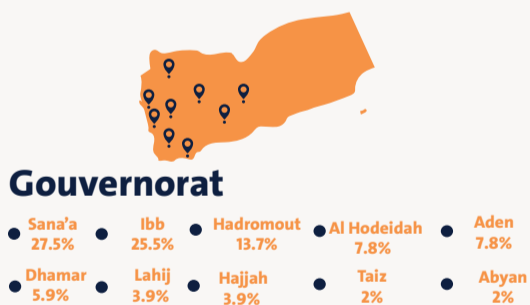 Gouvernorat
Sana'a Ibb Hadromout Al Hodeidah Aden
27.5% 25.5% 13.7% 7.8% 7.8%
Dhamar Lahij Hajjah Taiz Abyan
5.9% 3.9% 3.9% 2% 2%